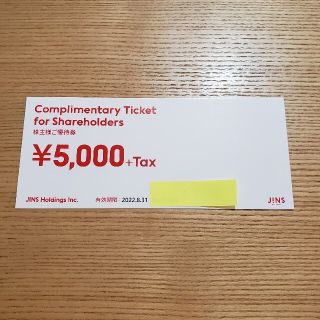 Complimentary Ticket
for Shareholders
株主様ご優待券
¥5,000+Tax
JINS Holdings Inc. 有効期限 2022.8.31 JINS